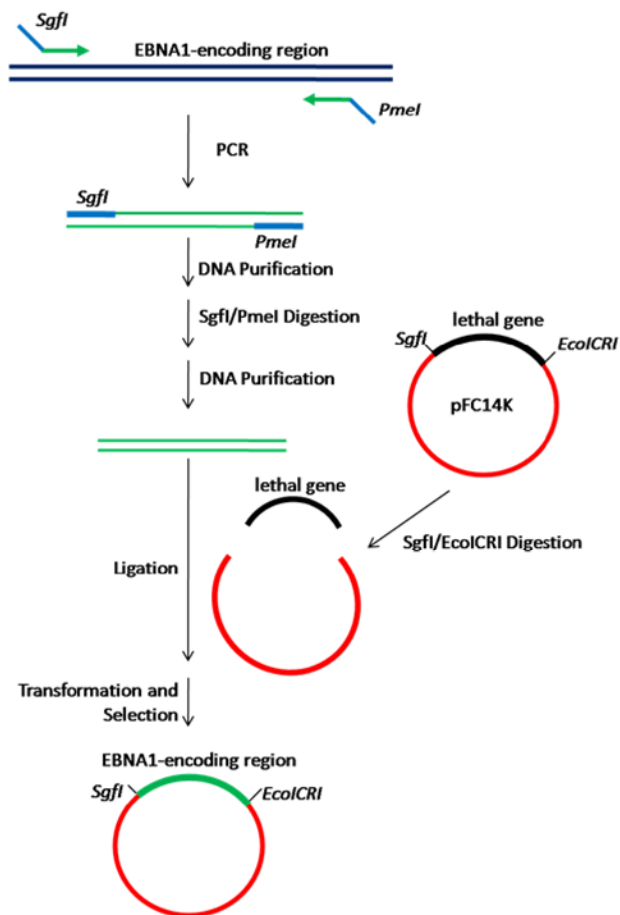 SgfI
EBNA1-encoding region
PmeI
PCR
SgfI
PmeI
DNA Purification
SgfI/PmeI Digestion
DNA Purification
lethal gene
SgfI
EcoICRI
pFC14K
lethal gene
SgfI/EcoICRI Digestion
Ligation
Transformation and
Selection
EBNA1-encoding region
SgfI
EcoICRI